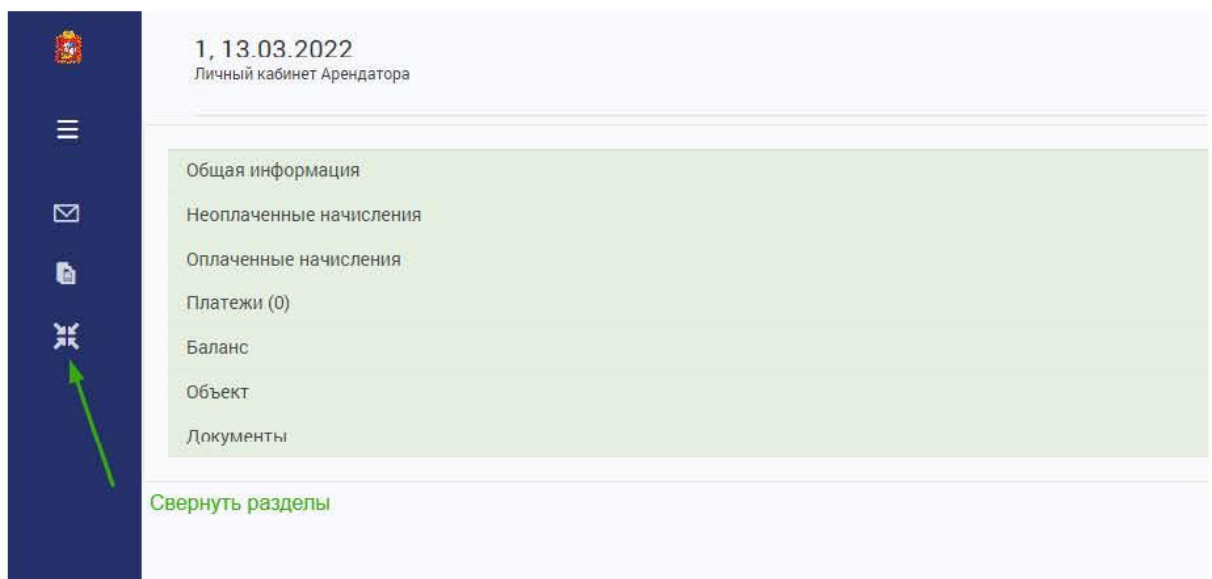 1, 13.03.2022
Личный кабинет Арендатора
Общая информация
Неоплаченные начисления
Оплаченные начисления
Платежи (0)
Баланс
Объект
Документы
Свернуть разделы